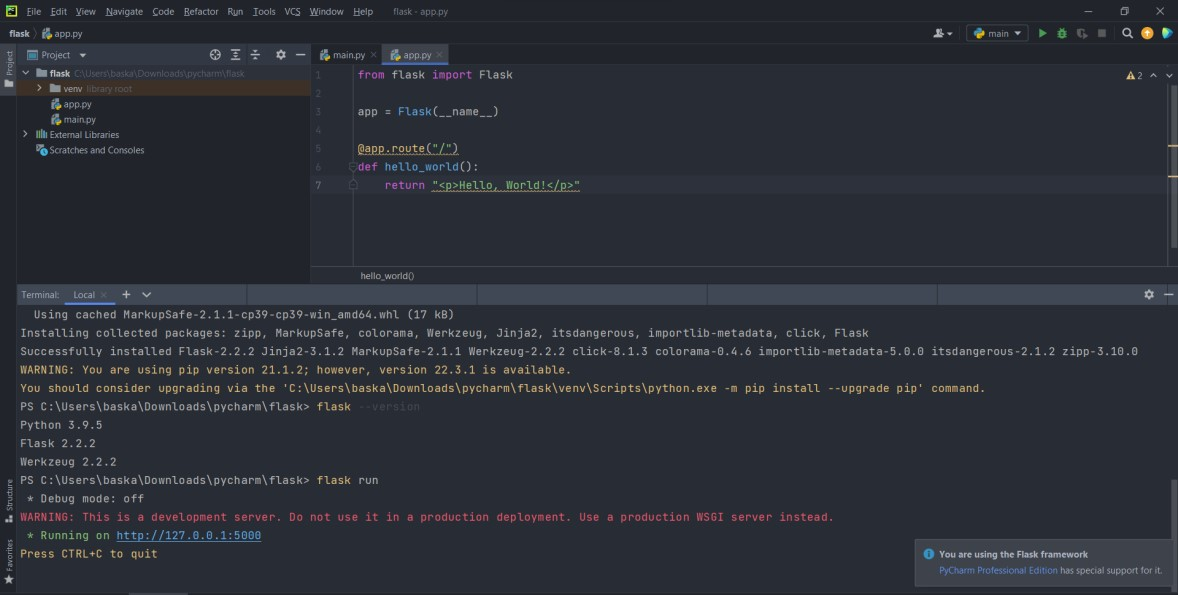 PC File Edit View Navigate Code Refactor Run Tools VCS Window Help flask - app.py
flask app.py main
Project main.py app.py
flask C:\Users\baska\Downloads\pycharm\flask
venv library root
app.py
main.py
External Libraries
Scratches and Consoles
Project
1 from flask import Flask
2
3 app = Flask(__name__)
4
5 @app.route("/")
6 def hello_world():
7 return "<p>Hello, World!</p>"
2
hello_world()
Terminal: Local
Using cached MarkupSafe-2.1.1-cp39-cp39-win_amd64.whl (17 kB)
Installing collected packages: zipp, MarkupSafe, colorama, Werkzeug, Jinja2, itsdangerous, importlib-metadata, click, Flask
Successfully installed Flask-2.2.2 Jinja2-3.1.2 MarkupSafe-2.1.1 Werkzeug-2.2.2 click-8.1.3 colorama-0.4.6 importlib-metadata-5.0.0 itsdangerous-2.1.2 zipp-3.10.0
WARNING: You are using pip version 21.1.2; however, version 22.3.1 is available.
You should consider upgrading via the 'C:\Users\baska\Downloads\pycharm\flask\venv\Scripts\python.exe -m pip install --upgrade pip' command.
PS C:\Users\baska\Downloads\pycharm\flask> flask --version
Python 3.9.5
Flask 2.2.2
Werkzeug 2.2.2
PS C:\Users\baska\Downloads\pycharm\flask> flask run
* Debug mode: off
WARNING: This is a development server. Do not use it in a production deployment. Use a production WSGI server instead.
* Running on http://127.0.0.1:5000
Press CTRL+C to quit
Structure
Favorites
You are using the Flask framework
PyCharm Professional Edition has special support for it.